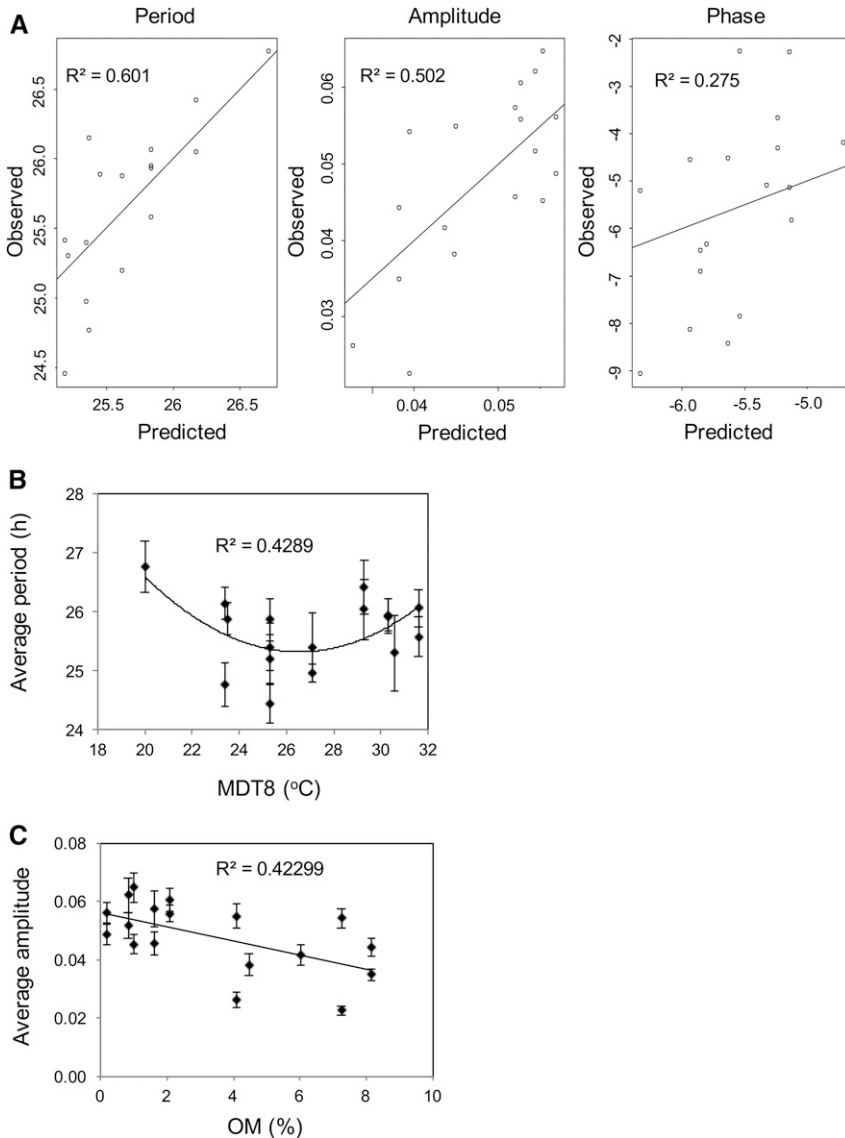 A
Period
Amplitude
Phase
R² = 0.601
R² = 0.502
R² = 0.275
Observed
24.5
25.0
25.5
26.0
26.5
25.5
26
26.5
Predicted
Observed
0.03
0.04
0.05
0.06
0.04
0.05
Predicted
Observed
-9
-8
-7
-6
-5
-4
-3
-2
-6.0
-5.5
-5.0
Predicted
B
R² = 0.4289
Average period (h)
28
27
26
25
24
18
20
22
24
26
28
30
32
MDT8 (ºC)
C
R² = 0.42299
Average amplitude
0.08
0.06
0.04
0.02
0.00
0
2
4
6
8
10
OM (%)